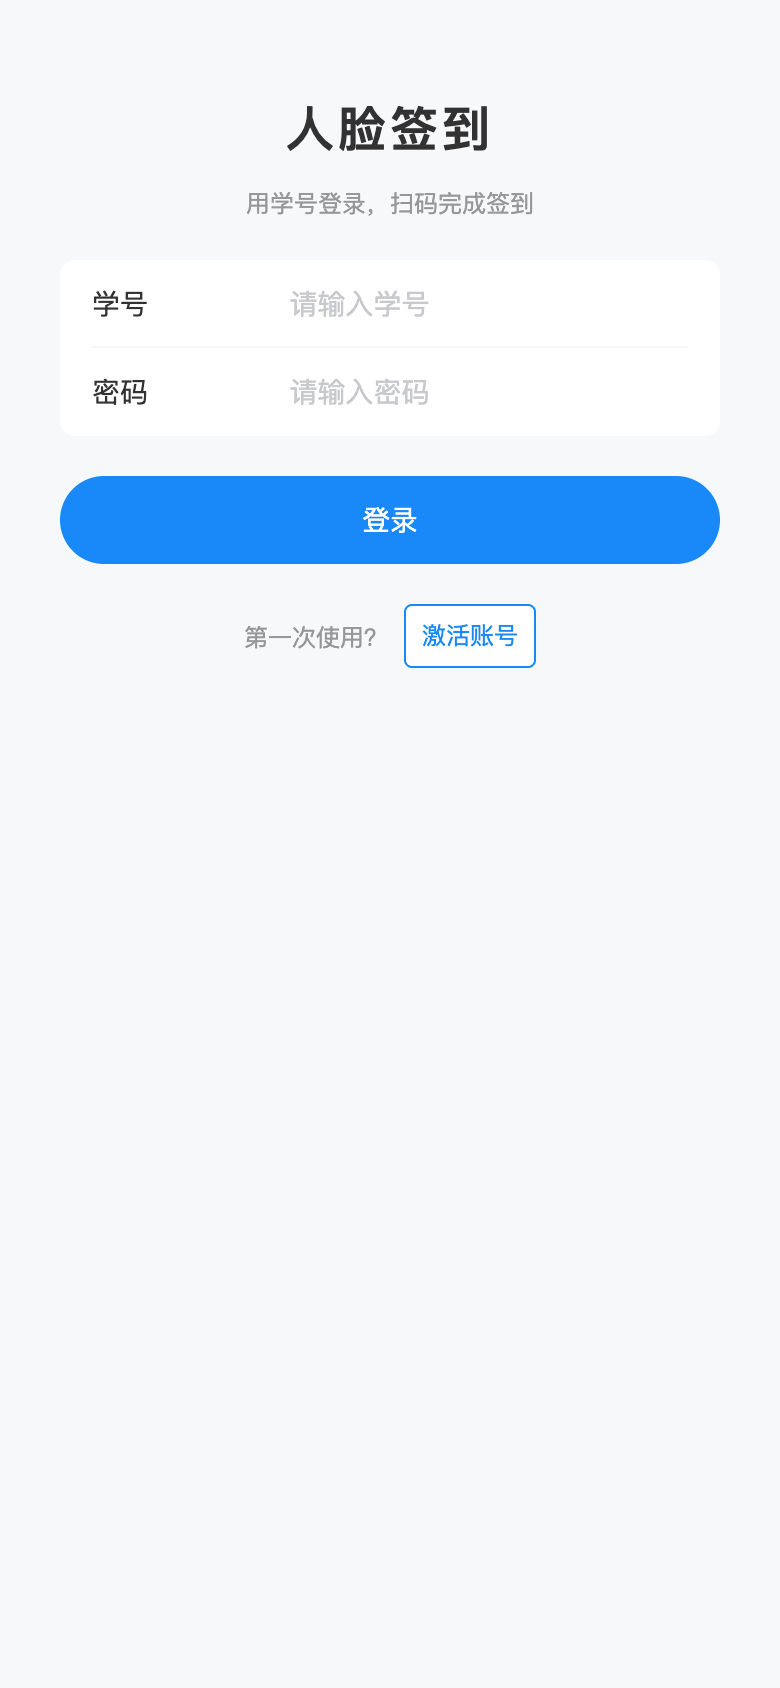 人脸签到
用学号登录，扫码完成签到
学号 请输入学号
密码 请输入密码
登录
第一次使用? 激活账号